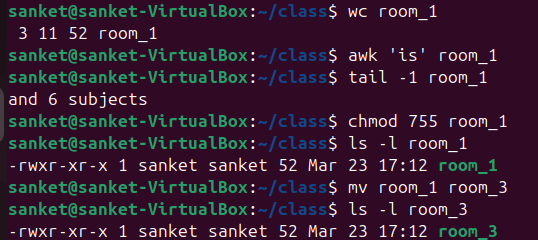 sanket@sanket-VirtualBox:~/class$ wc room_1
 3 11 52 room_1
sanket@sanket-VirtualBox:~/class$ awk 'is' room_1
sanket@sanket-VirtualBox:~/class$ tail -1 room_1
and 6 subjects
sanket@sanket-VirtualBox:~/class$ chmod 755 room_1
sanket@sanket-VirtualBox:~/class$ ls -l room_1
-rwxr-xr-x 1 sanket sanket 52 Mar 23 17:12 room_1
sanket@sanket-VirtualBox:~/class$ mv room_1 room_3
sanket@sanket-VirtualBox:~/class$ ls -l room_3
-rwxr-xr-x 1 sanket sanket 52 Mar 23 17:12 room_3